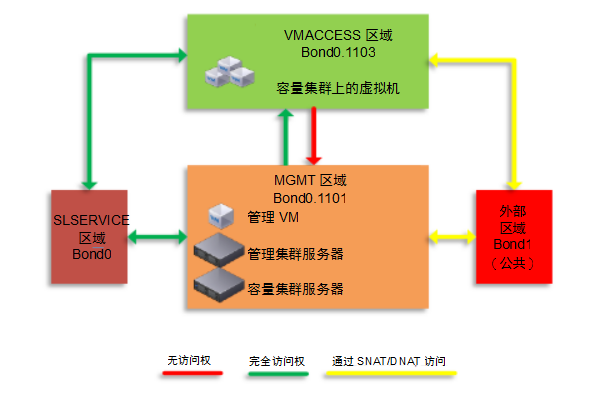 VMACCESS 区域
Bond0.1103
容量集群上的虚拟机
MGMT 区域
Bond0.1101
管理 VM
管理集群服务器
容量集群服务器
SLSERVICE
区域
Bond0
外部
区域
Bond1
（公共）
无访问权
完全访问权
通过 SNAT/DNAT 访问